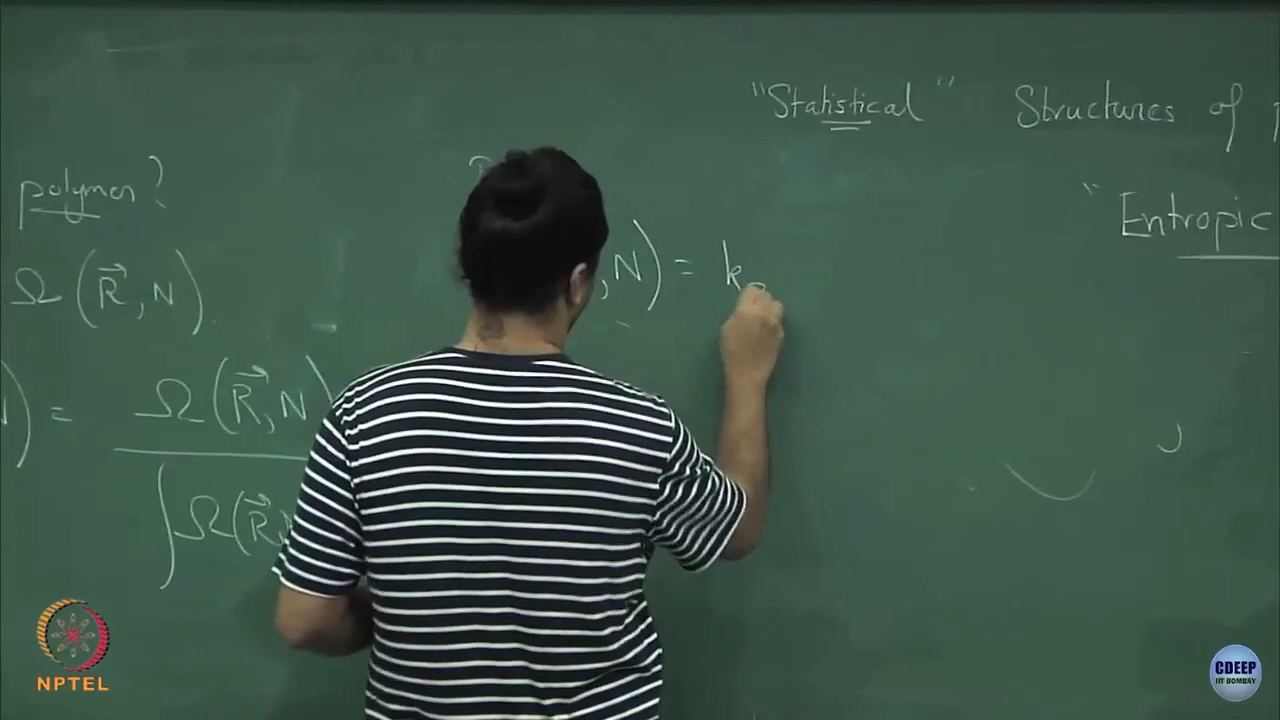 "Statistical" Structures of
polymer?
"Entropic
Ω (R⃗, N)
, N) = k
) = Ω (R⃗, N)
∫ Ω(R⃗,
NPTEL
CDEEP
IIT BOMBAY